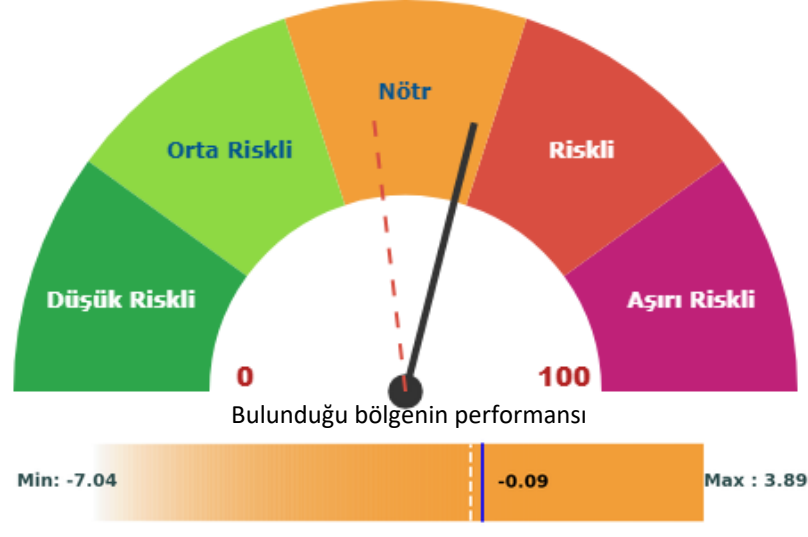 Nötr
Orta Riskli
Riskli
Düşük Riskli
Aşırı Riskli
0
100
Bulunduğu bölgenin performansı
Min: -7.04
-0.09
Max : 3.89